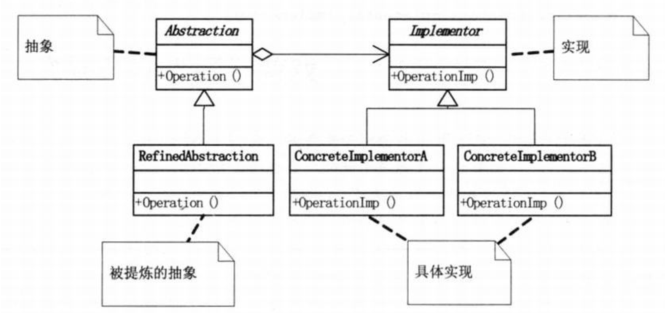 抽象
Abstraction
+Operation ()
Implementor
+OperationImp ()
实现
RefinedAbstraction
+Operation ()
ConcreteImplementorA
+OperationImp ()
ConcreteImplementorB
+OperationImp ()
被提炼的抽象
具体实现